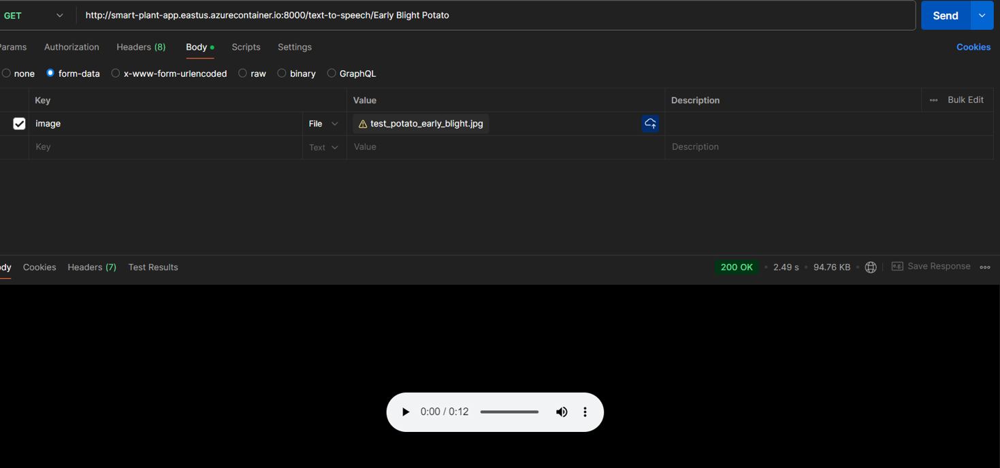 GET http://smart-plant-app.eastus.azurecontainer.io:8000/text-to-speech/Early Blight Potato Send
Params Authorization Headers (8) Body Scripts Settings Cookies
none form-data x-www-form-urlencoded raw binary GraphQL
Key Value Description Bulk Edit
image File test_potato_early_blight.jpg
Key Text Value Description
ody Cookies Headers (7) Test Results 200 OK 2.49 s 94.76 KB e.g. Save Response
0:00 / 0:12